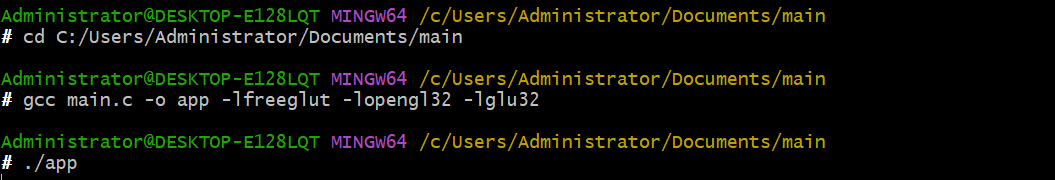 Administrator@DESKTOP-E128LQT MINGW64 /c/Users/Administrator/Documents/main
# cd C:/Users/Administrator/Documents/main
Administrator@DESKTOP-E128LQT MINGW64 /c/Users/Administrator/Documents/main
# gcc main.c -o app -lfreeglut -lopengl32 -lglu32
Administrator@DESKTOP-E128LQT MINGW64 /c/Users/Administrator/Documents/main
# ./app